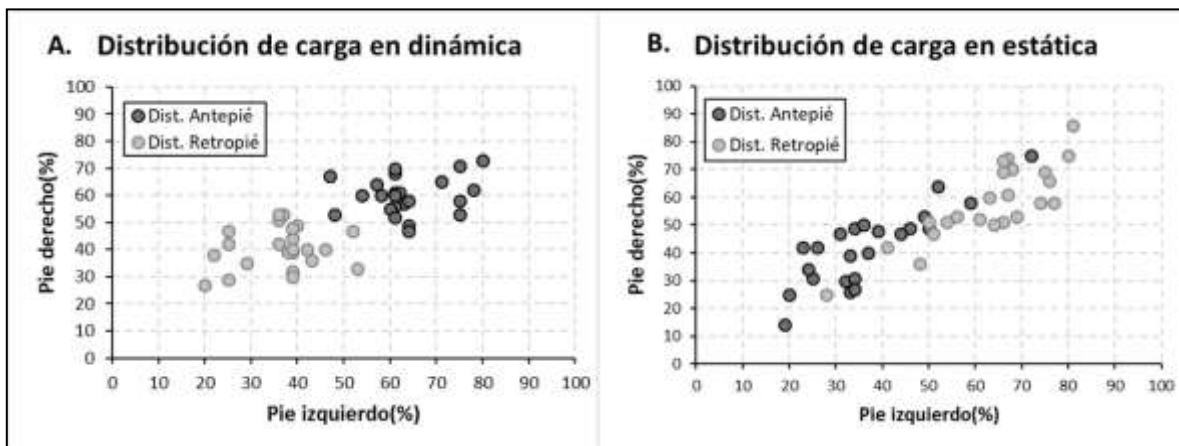 A. Distribución de carga en dinámica
Pie derecho(%)
100
90
80
70
60
50
40
30
20
10
0
Dist. Antepié
Dist. Retropié
0 10 20 30 40 50 60 70 80 90 100
Pie izquierdo(%)
B. Distribución de carga en estática
Pie derecho(%)
100
90
80
70
60
50
40
30
20
10
0
Dist. Antepié
Dist. Retropié
0 10 20 30 40 50 60 70 80 90 100
Pie izquierdo(%)